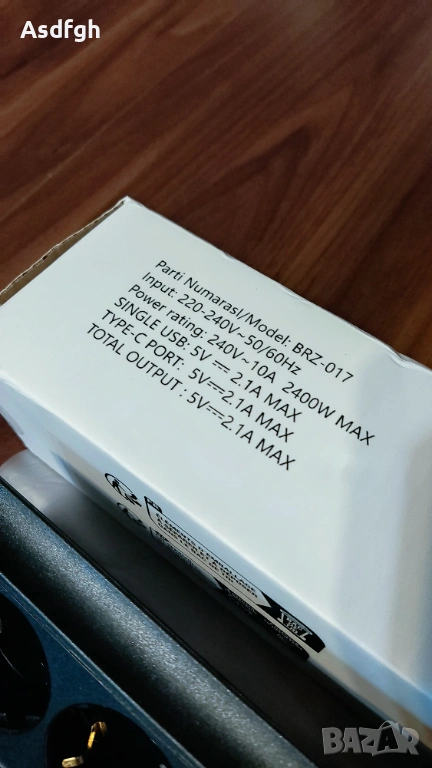 Asdfgh
Parti Numarasl/Model: BRZ-017
Input: 220-240V~50/60Hz
Power rating: 240V~10A 2400W MAX
SINGLE USB: 5V⎓2.1A MAX
TYPE-C PORT: 5V⎓2.1A MAX
TOTAL OUTPUT : 5V⎓2.1A MAX
BAZAR